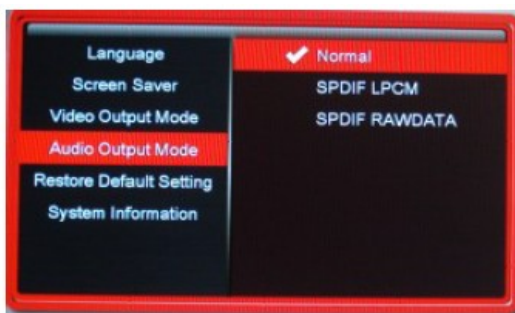 Language
Screen Saver
Video Output Mode
Audio Output Mode
Restore Default Setting
System Information
Normal
SPDIF LPCM
SPDIF RAWDATA